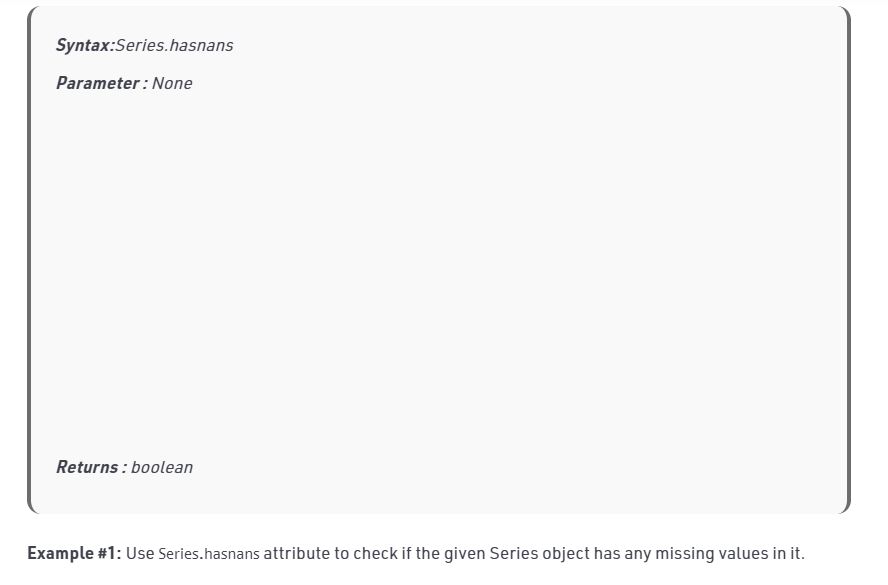 Syntax:Series.hasnans
Parameter : None
Returns : boolean
Example #1: Use Series.hasnans attribute to check if the given Series object has any missing values in it.